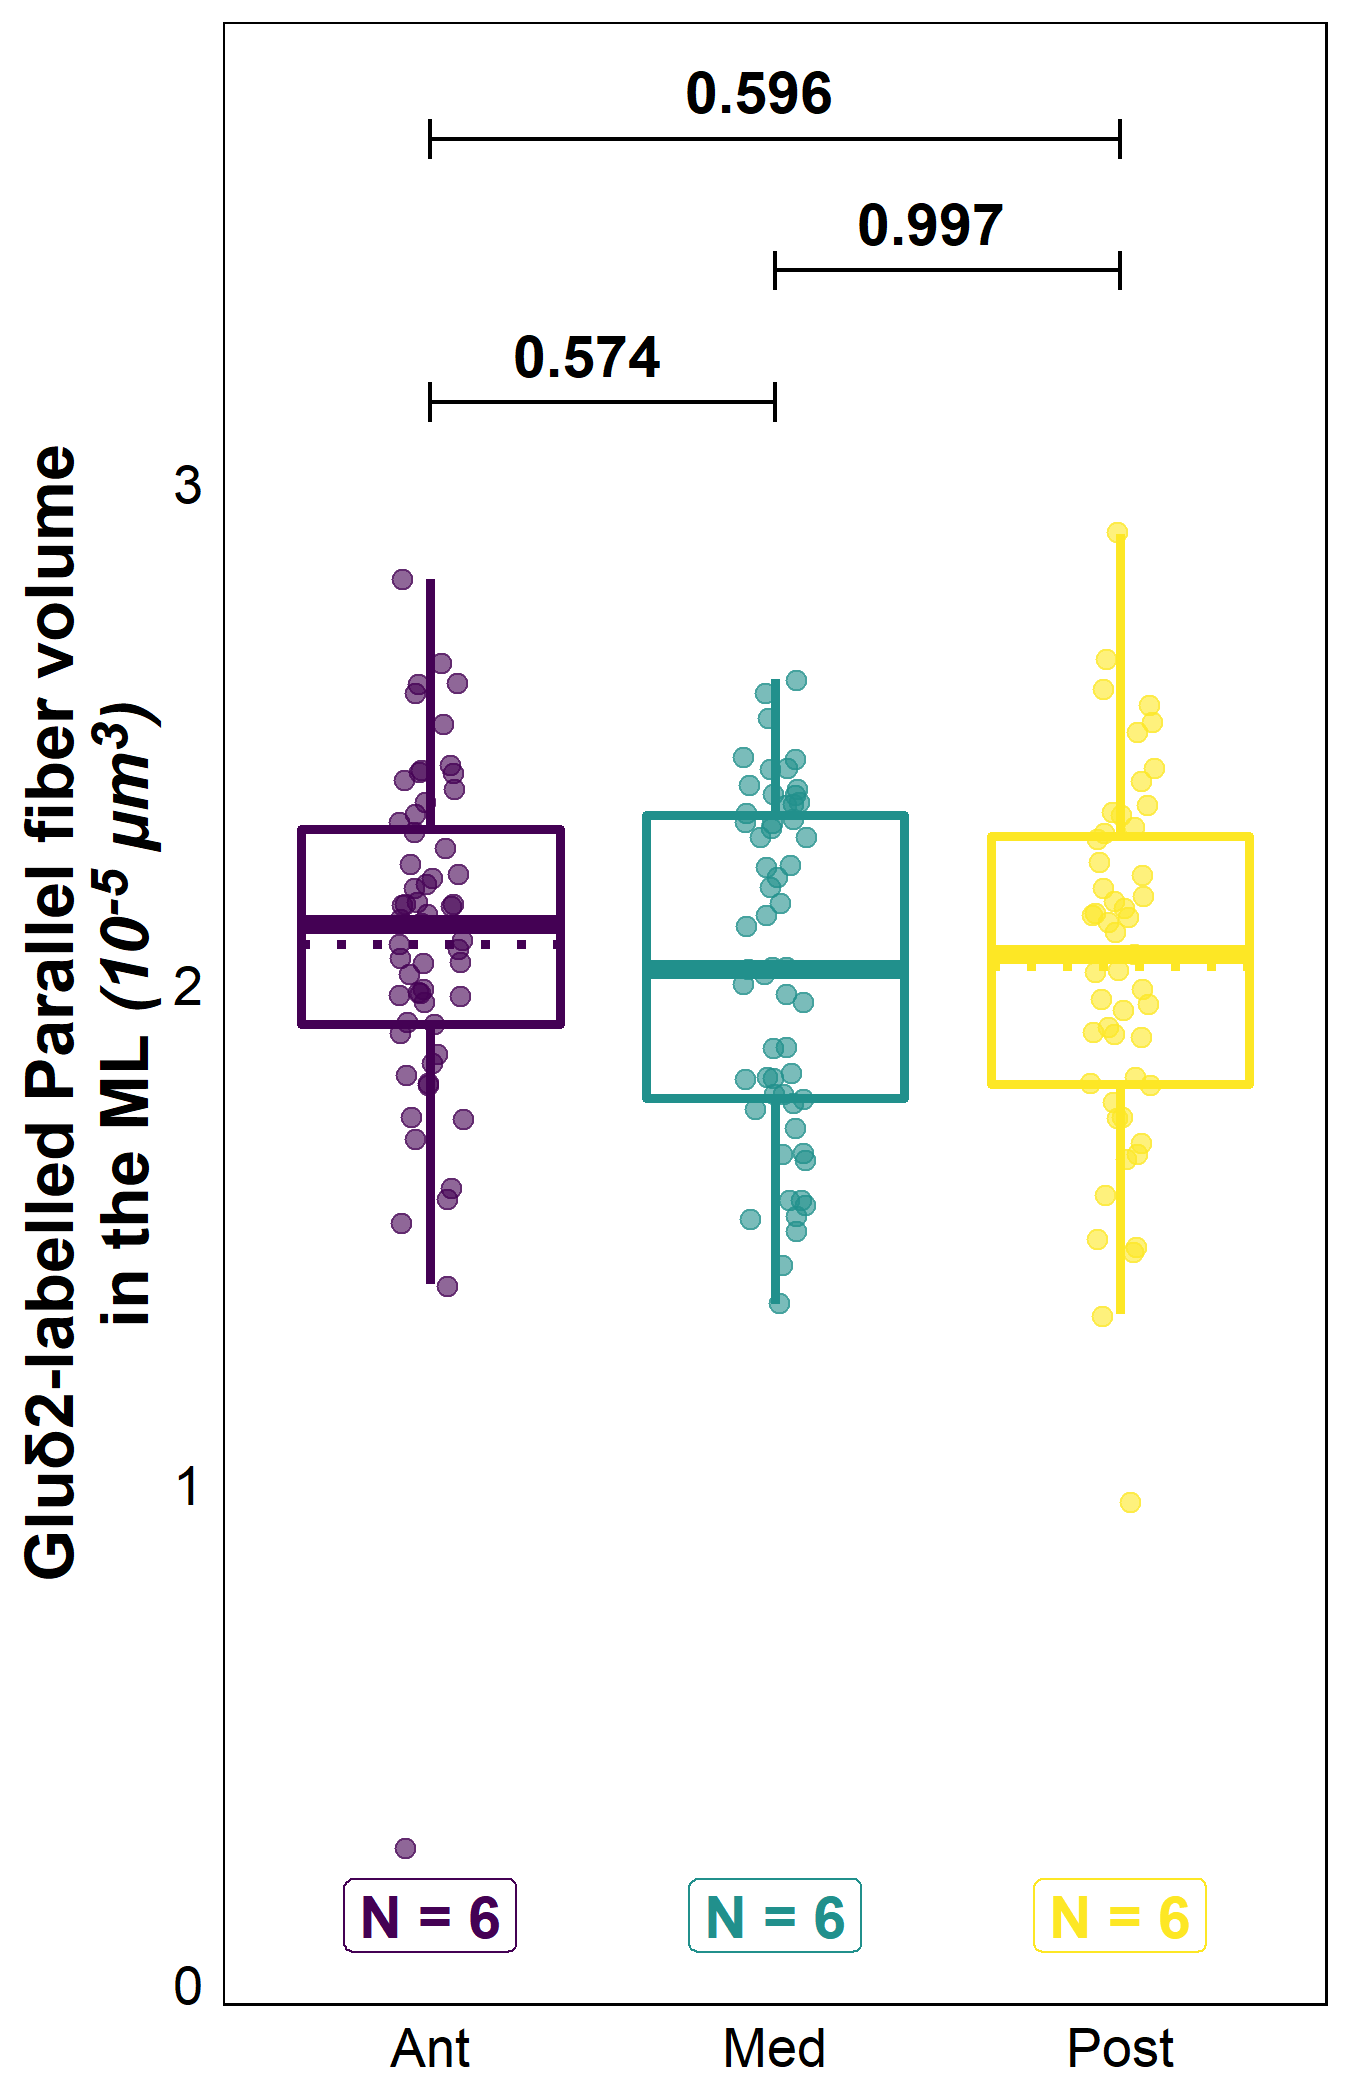 Gluδ2-labelled Parallel fiber volume
in the ML (10⁻⁵ µm³)
0.596
0.997
0.574
3
2
1
0
N = 6
N = 6
N = 6
Ant
Med
Post